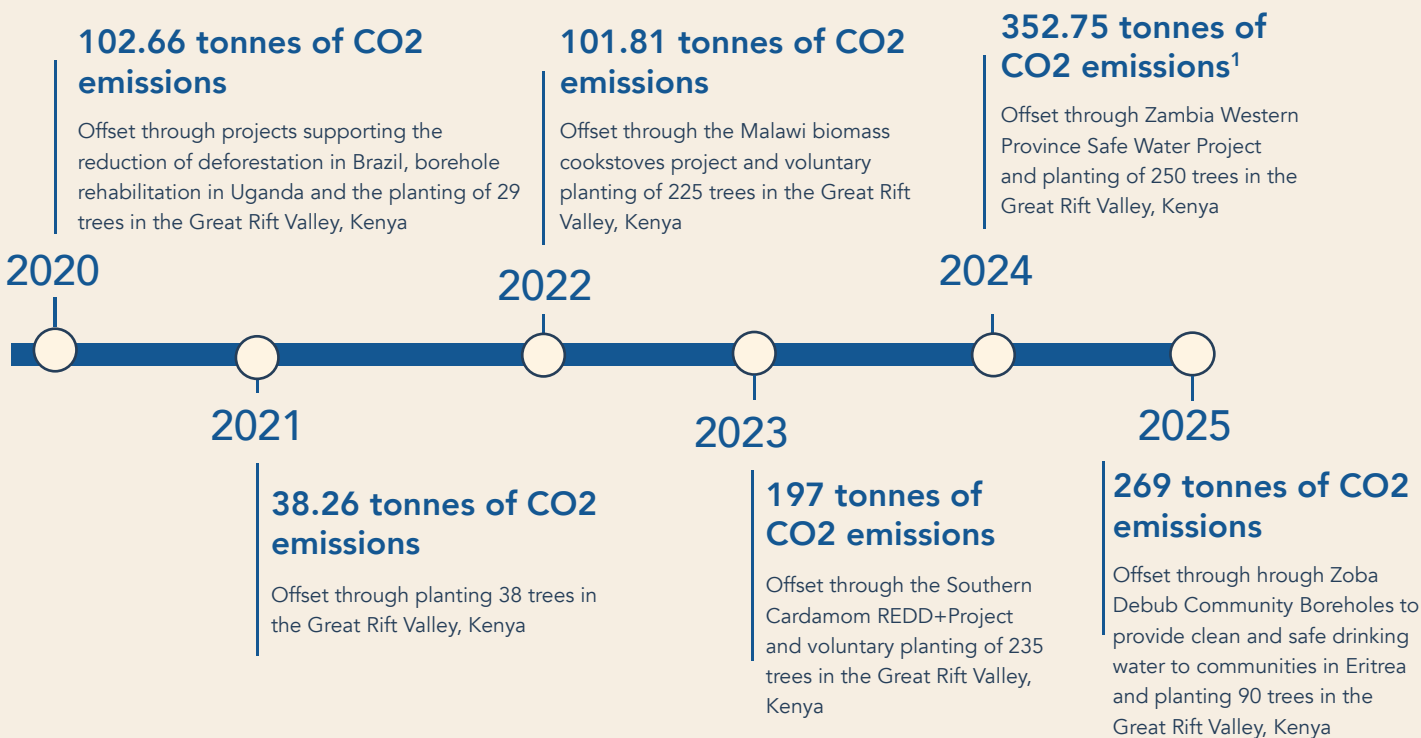 102.66 tonnes of CO2
emissions
Offset through projects supporting the
reduction of deforestation in Brazil, borehole
rehabilitation in Uganda and the planting of 29
trees in the Great Rift Valley, Kenya
2020
101.81 tonnes of CO2
emissions
Offset through the Malawi biomass
cookstoves project and voluntary
planting of 225 trees in the Great Rift
Valley, Kenya
2022
352.75 tonnes of
CO2 emissions¹
Offset through Zambia Western
Province Safe Water Project
and planting of 250 trees in the
Great Rift Valley, Kenya
2024
2021
38.26 tonnes of CO2
emissions
Offset through planting 38 trees in
the Great Rift Valley, Kenya
2023
197 tonnes of
CO2 emissions
Offset through the Southern
Cardamom REDD+Project
and voluntary planting of 235
trees in the Great Rift Valley,
Kenya
2025
269 tonnes of CO2
emissions
Offset through hrough Zoba
Debub Community Boreholes to
provide clean and safe drinking
water to communities in Eritrea
and planting 90 trees in the
Great Rift Valley, Kenya